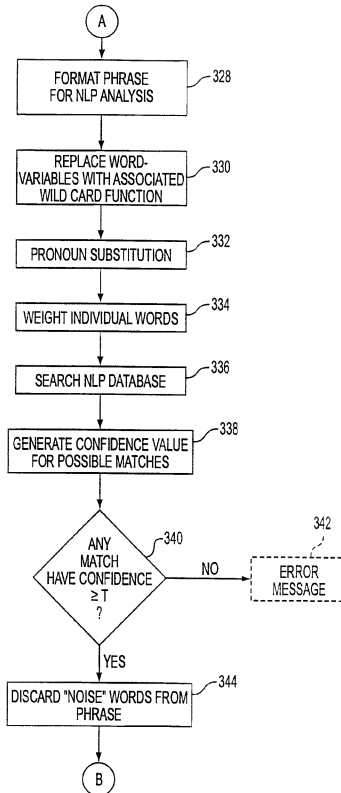 A
FORMAT PHRASE
FOR NLP ANALYSIS
328
REPLACE WORD-
VARIABLES WITH ASSOCIATED
WILD CARD FUNCTION
330
PRONOUN SUBSTITUTION
332
WEIGHT INDIVIDUAL WORDS
334
SEARCH NLP DATABASE
336
GENERATE CONFIDENCE VALUE
FOR POSSIBLE MATCHES
338
ANY
MATCH
HAVE CONFIDENCE
≥ T
?
340
NO
342
ERROR
MESSAGE
YES
DISCARD "NOISE" WORDS FROM
PHRASE
344
B